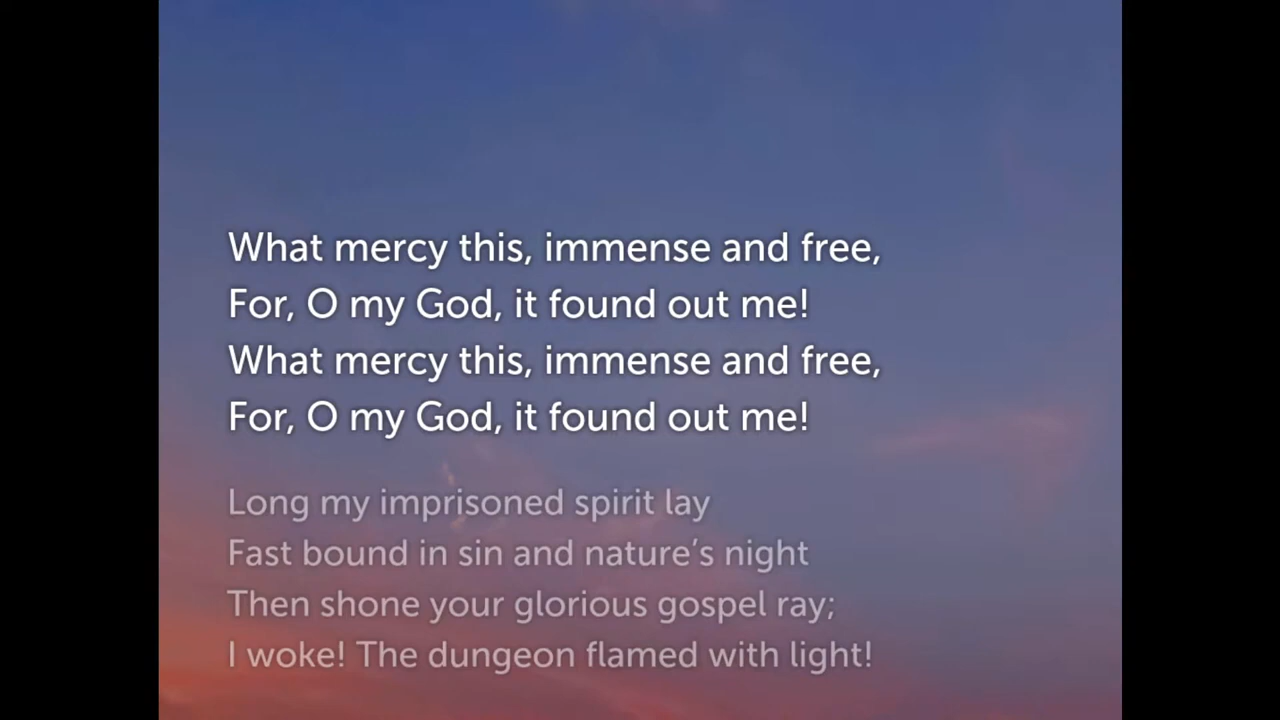 What mercy this, immense and free,
For, O my God, it found out me!
What mercy this, immense and free,
For, O my God, it found out me!
Long my imprisoned spirit lay
Fast bound in sin and nature’s night
Then shone your glorious gospel ray;
I woke! The dungeon flamed with light!